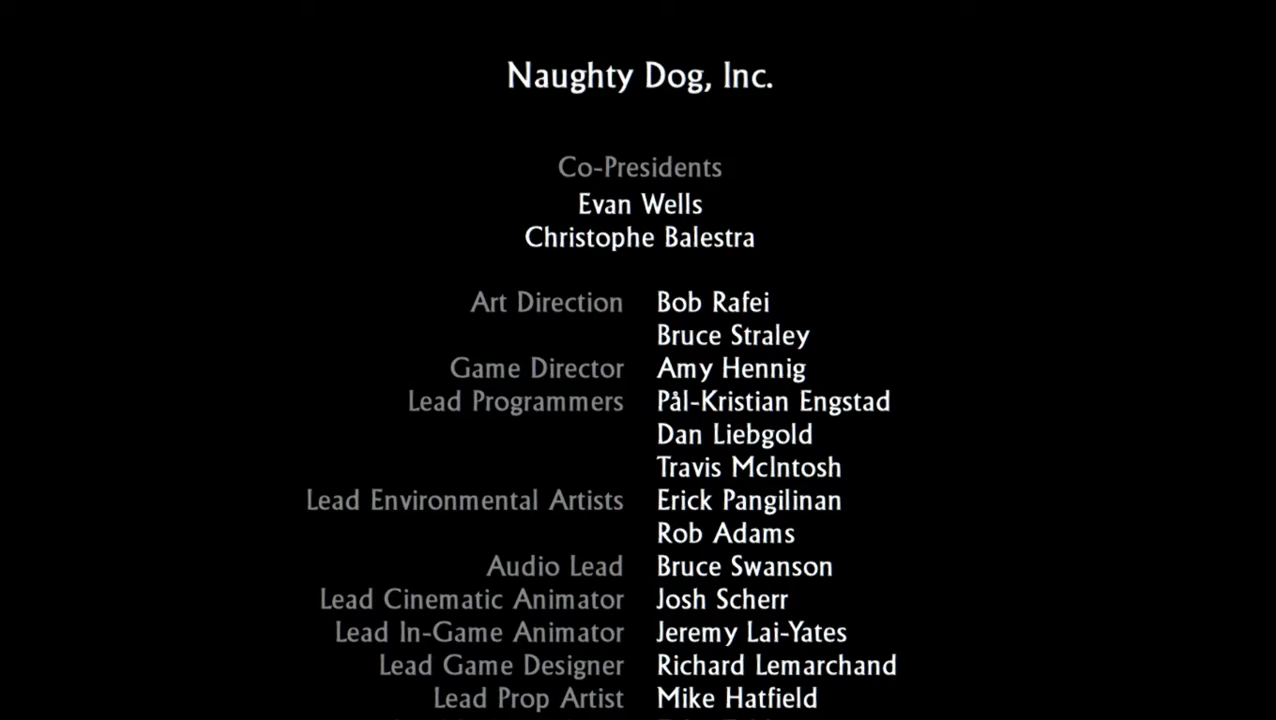 Naughty Dog, Inc.
Co-Presidents
Evan Wells
Christophe Balestra
Art Direction Bob Rafei
Bruce Straley
Game Director Amy Hennig
Lead Programmers Pål-Kristian Engstad
Dan Liebgold
Travis McIntosh
Lead Environmental Artists Erick Pangilinan
Rob Adams
Audio Lead Bruce Swanson
Lead Cinematic Animator Josh Scherr
Lead In-Game Animator Jeremy Lai-Yates
Lead Game Designer Richard Lemarchand
Lead Prop Artist Mike Hatfield